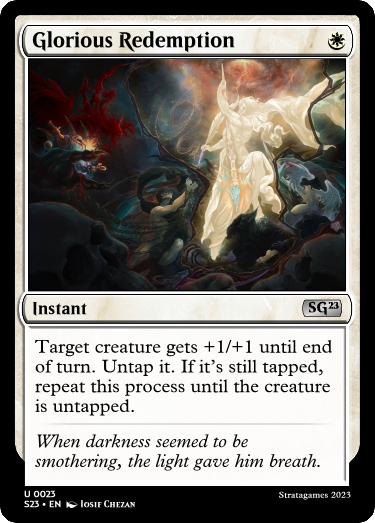 Glorious Redemption
Instant
SG23
Target creature gets +1/+1 until end
of turn. Untap it. If it's still tapped,
repeat this process until the creature
is untapped.
When darkness seemed to be
smothering, the light gave him breath.
U 0023
S23 • EN Iosif Chezan
Stratagames 2023